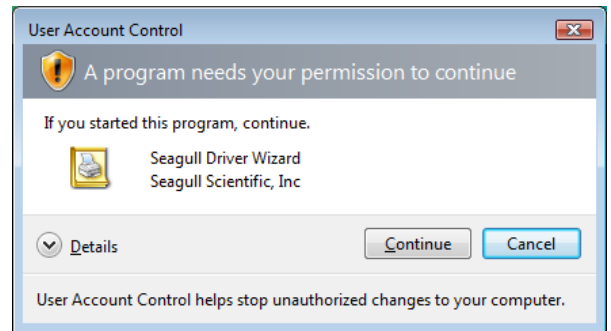 User Account Control
A program needs your permission to continue
If you started this program, continue.
Seagull Driver Wizard
Seagull Scientific, Inc
Details
Continue
Cancel
User Account Control helps stop unauthorized changes to your computer.